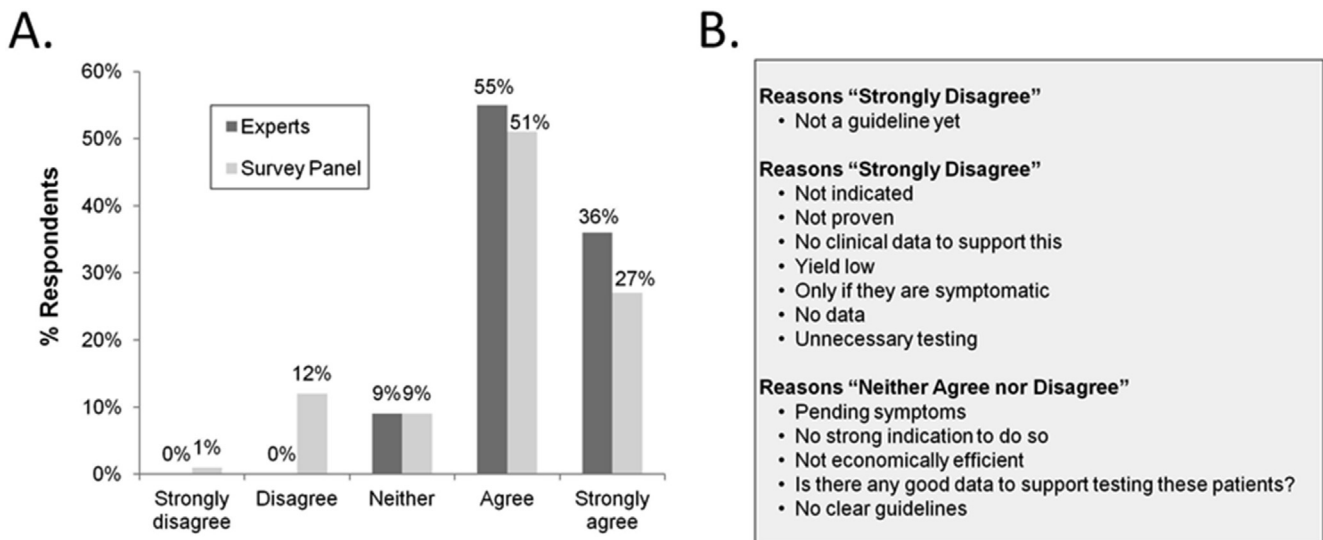 A.
60%
50%
40%
30%
20%
10%
0%
% Respondents
Experts
Survey Panel
0%
1%
0%
12%
9%
9%
55%
51%
36%
27%
Strongly disagree
Disagree
Neither
Agree
Strongly agree
B.
Reasons “Strongly Disagree”
• Not a guideline yet
Reasons “Strongly Disagree”
• Not indicated
• Not proven
• No clinical data to support this
• Yield low
• Only if they are symptomatic
• No data
• Unnecessary testing
Reasons “Neither Agree nor Disagree”
• Pending symptoms
• No strong indication to do so
• Not economically efficient
• Is there any good data to support testing these patients?
• No clear guidelines